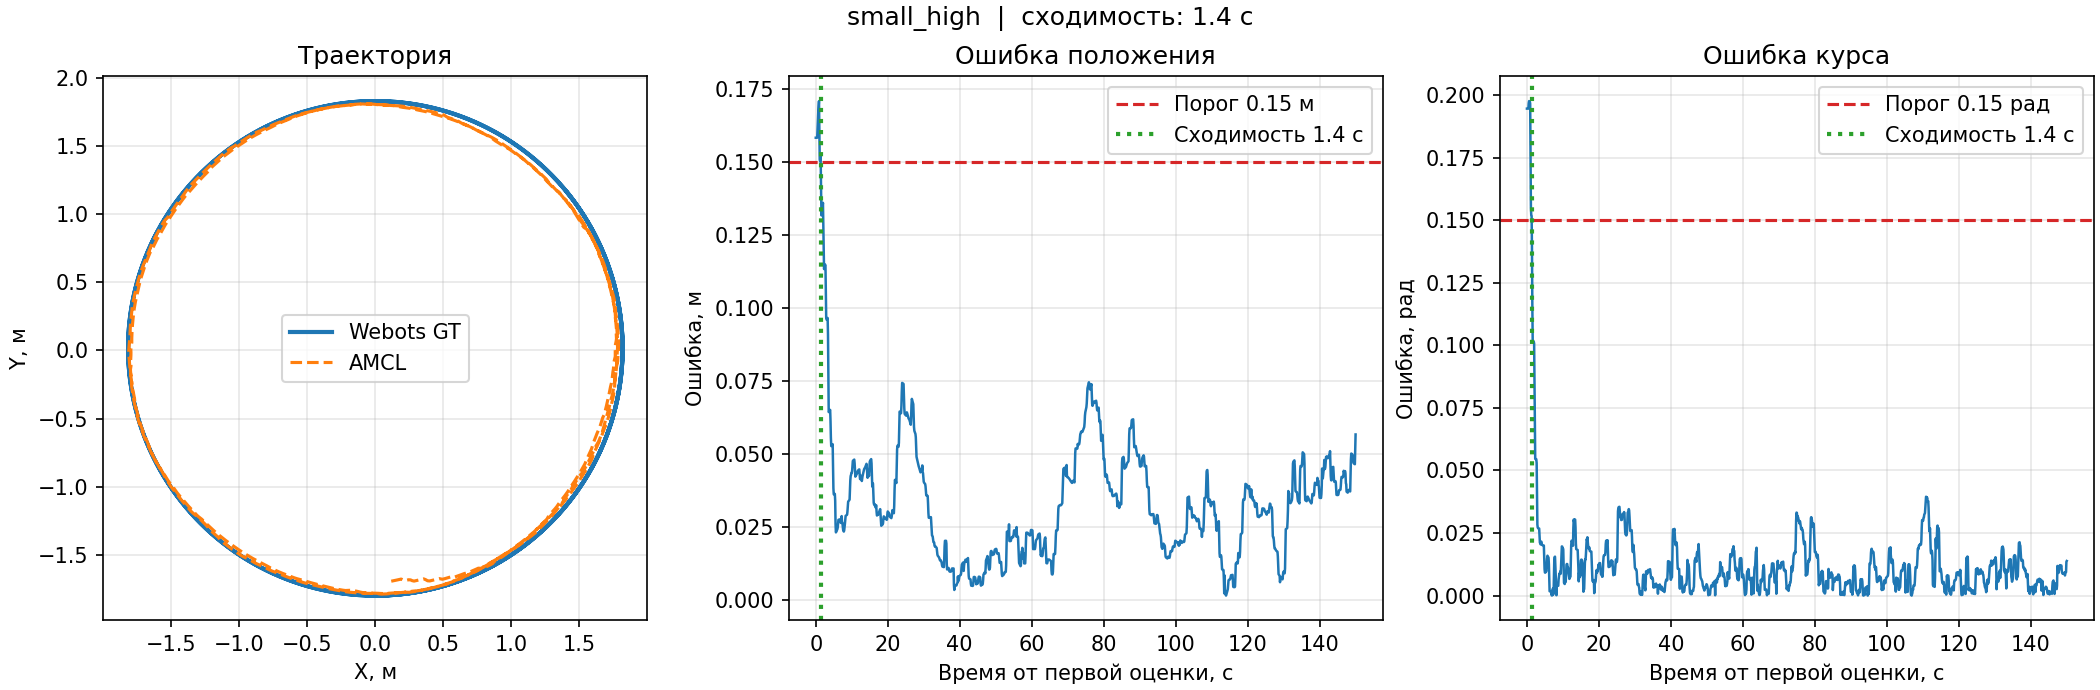 small_high | сходимость: 1.4 с
Траектория
Y, м
2.0
1.5
1.0
0.5
0.0
−0.5
−1.0
−1.5
Webots GT
AMCL
−1.5 −1.0 −0.5 0.0 0.5 1.0 1.5
X, м
Ошибка положения
Ошибка, м
0.175
0.150
0.125
0.100
0.075
0.050
0.025
0.000
Порог 0.15 м
Сходимость 1.4 с
0 20 40 60 80 100 120 140
Время от первой оценки, с
Ошибка курса
Ошибка, рад
0.200
0.175
0.150
0.125
0.100
0.075
0.050
0.025
0.000
Порог 0.15 рад
Сходимость 1.4 с
0 20 40 60 80 100 120 140
Время от первой оценки, с